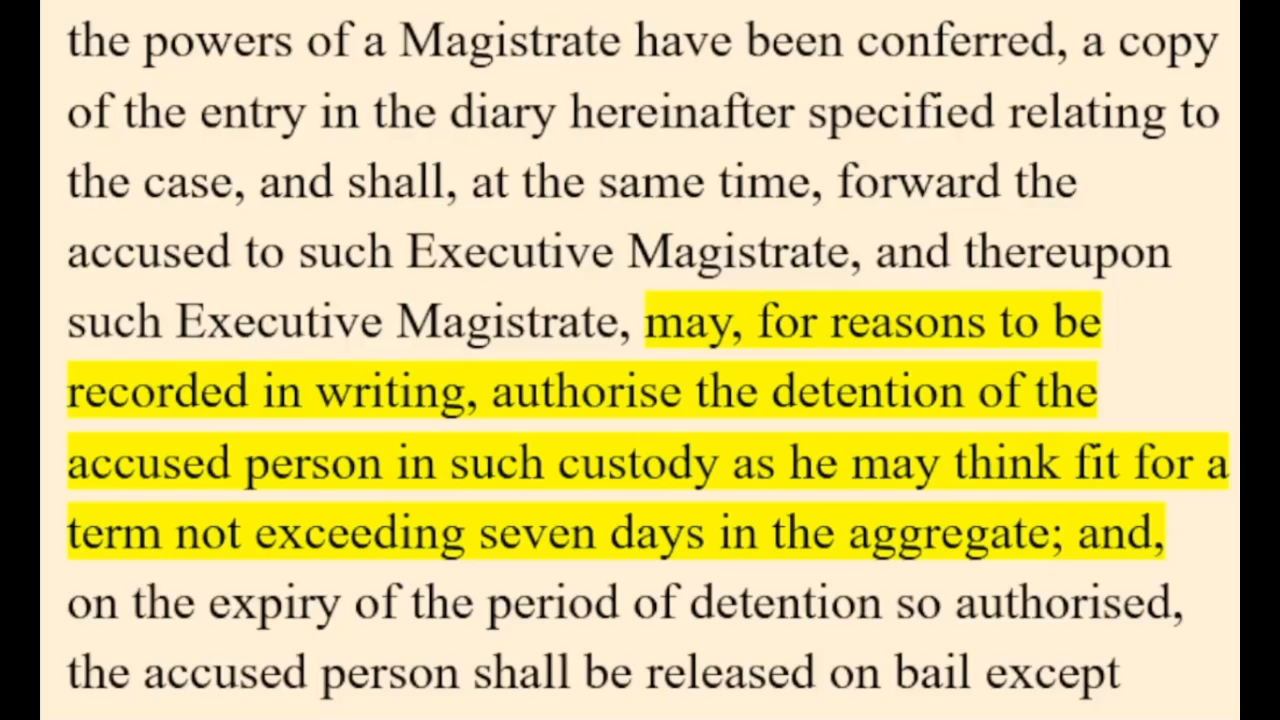 the powers of a Magistrate have been conferred, a copy
of the entry in the diary hereinafter specified relating to
the case, and shall, at the same time, forward the
accused to such Executive Magistrate, and thereupon
such Executive Magistrate, may, for reasons to be
recorded in writing, authorise the detention of the
accused person in such custody as he may think fit for a
term not exceeding seven days in the aggregate; and,
on the expiry of the period of detention so authorised,
the accused person shall be released on bail except